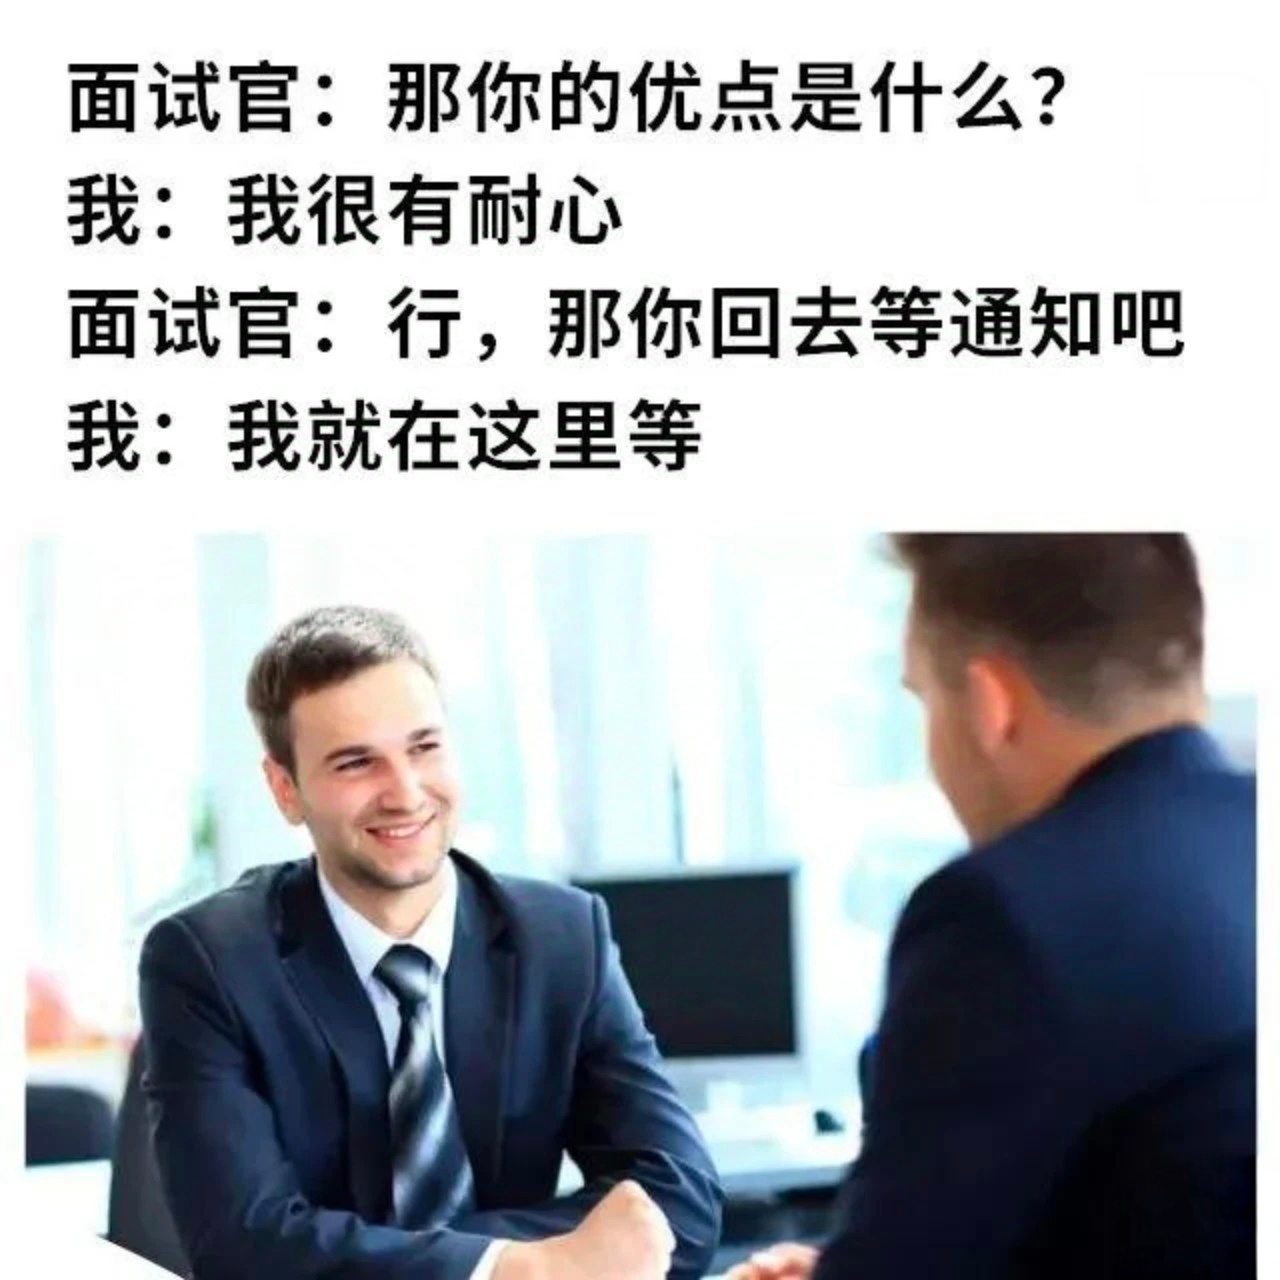 面试官：那你的优点是什么？
我：我很有耐心
面试官：行，那你回去等通知吧
我：我就在这里等